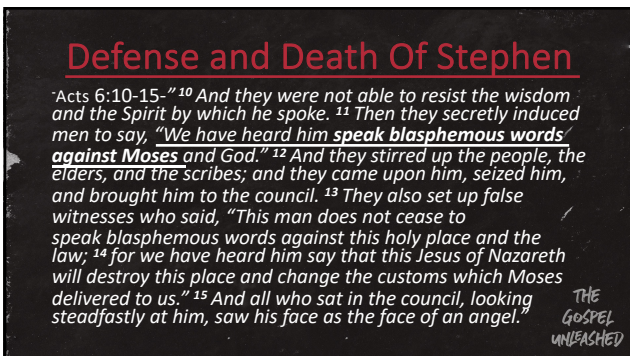 Defense and Death Of Stephen
-Acts 6:10-15-” 10 And they were not able to resist the wisdom
and the Spirit by which he spoke. 11 Then they secretly induced
men to say, “We have heard him speak blasphemous words
against Moses and God.” 12 And they stirred up the people, the
elders, and the scribes; and they came upon him, seized him,
and brought him to the council. 13 They also set up false
witnesses who said, “This man does not cease to
speak blasphemous words against this holy place and the
law; 14 for we have heard him say that this Jesus of Nazareth
will destroy this place and change the customs which Moses
delivered to us.” 15 And all who sat in the council, looking
steadfastly at him, saw his face as the face of an angel.”
THE
GOSPEL
UNLEASHED